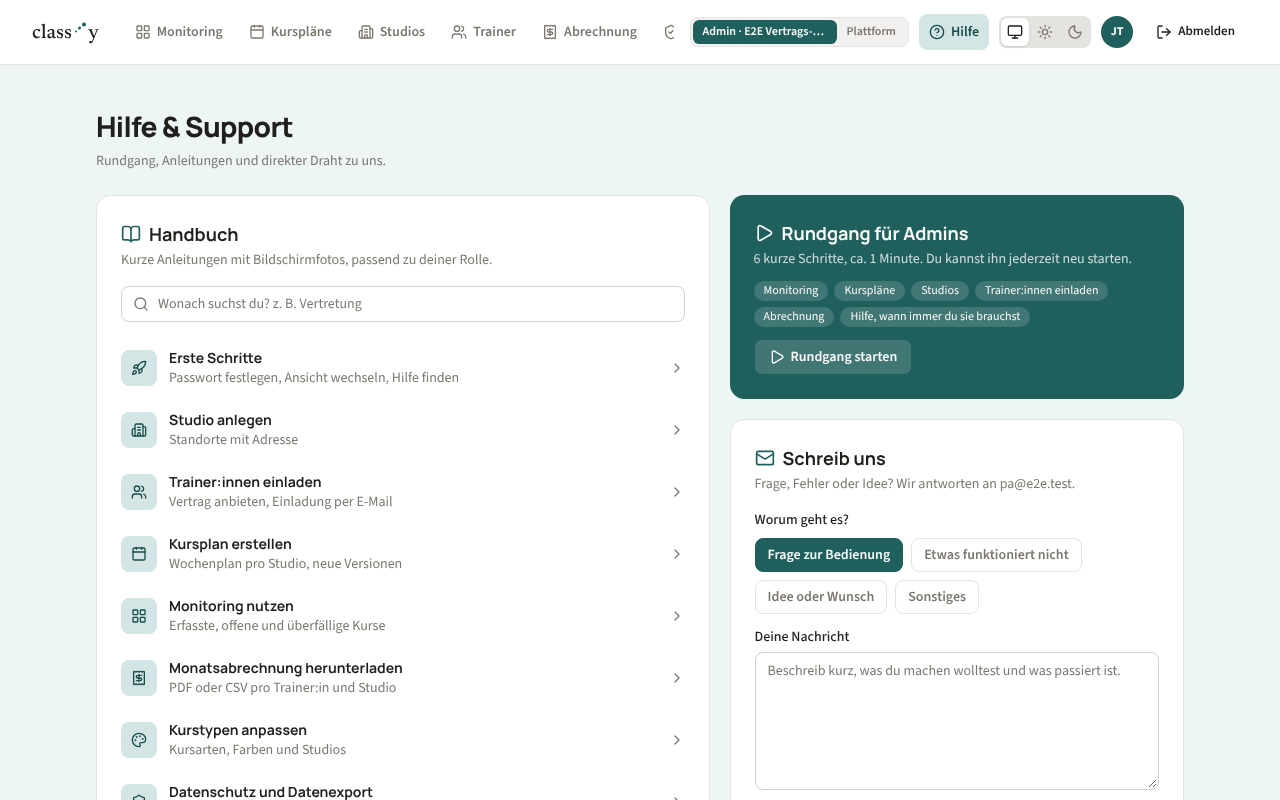 class·y
Monitoring
Kurspläne
Studios
Trainer
Abrechnung
Admin · E2E Vertrags-...
Plattform
Hilfe
JT
Abmelden
Hilfe & Support
Rundgang, Anleitungen und direkter Draht zu uns.
Handbuch
Kurze Anleitungen mit Bildschirmfotos, passend zu deiner Rolle.
Wonach suchst du? z. B. Vertretung
Erste Schritte
Passwort festlegen, Ansicht wechseln, Hilfe finden
Studio anlegen
Standorte mit Adresse
Trainer:innen einladen
Vertrag anbieten, Einladung per E-Mail
Kursplan erstellen
Wochenplan pro Studio, neue Versionen
Monitoring nutzen
Erfasste, offene und überfällige Kurse
Monatsabrechnung herunterladen
PDF oder CSV pro Trainer:in und Studio
Kurstypen anpassen
Kursarten, Farben und Studios
Datenschutz und Datenexport
Rundgang für Admins
6 kurze Schritte, ca. 1 Minute. Du kannst ihn jederzeit neu starten.
Monitoring
Kurspläne
Studios
Trainer:innen einladen
Abrechnung
Hilfe, wann immer du sie brauchst
Rundgang starten
Schreib uns
Frage, Fehler oder Idee? Wir antworten an pa@e2e.test.
Worum geht es?
Frage zur Bedienung
Etwas funktioniert nicht
Idee oder Wunsch
Sonstiges
Deine Nachricht
Beschreib kurz, was du machen wolltest und was passiert ist.